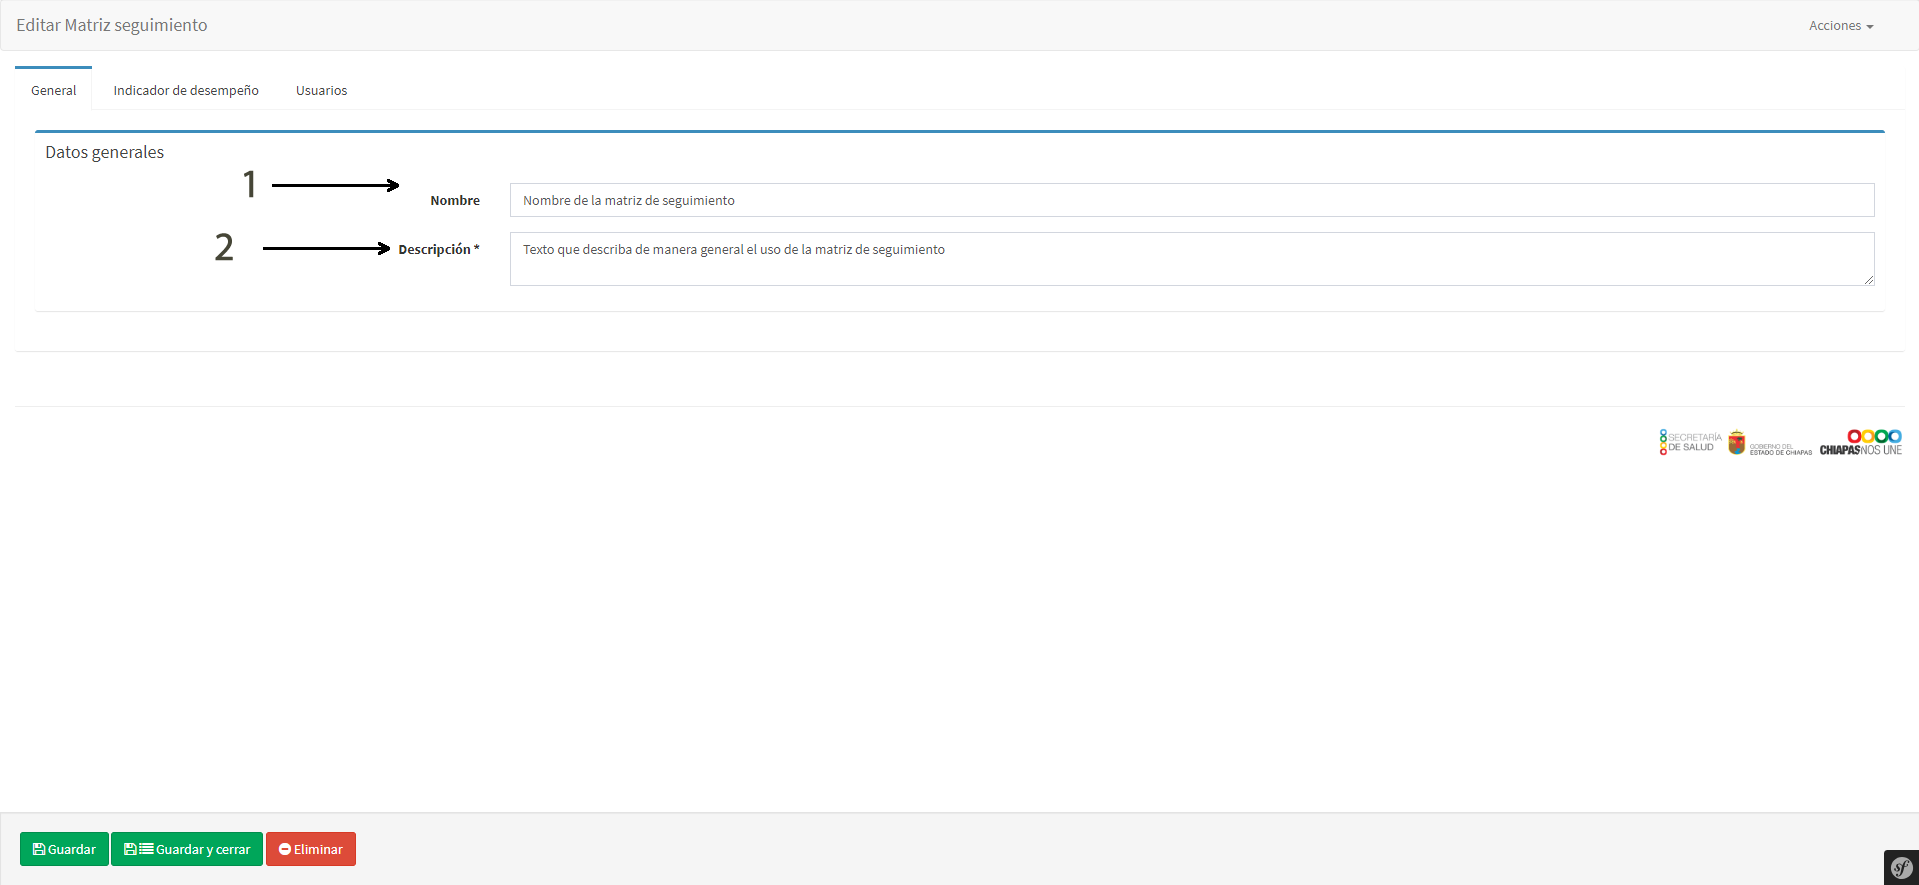 Editar Matriz seguimiento
Acciones
General
Indicador de desempeño
Usuarios
Datos generales
1
Nombre
Nombre de la matriz de seguimiento
2
Descripción *
Texto que describa de manera general el uso de la matriz de seguimiento
SECRETARÍA
DE SALUD
GOBIERNO DEL
ESTADO DE CHIAPAS
CHIAPASNOS UNE
Guardar
Guardar y cerrar
Eliminar
sf